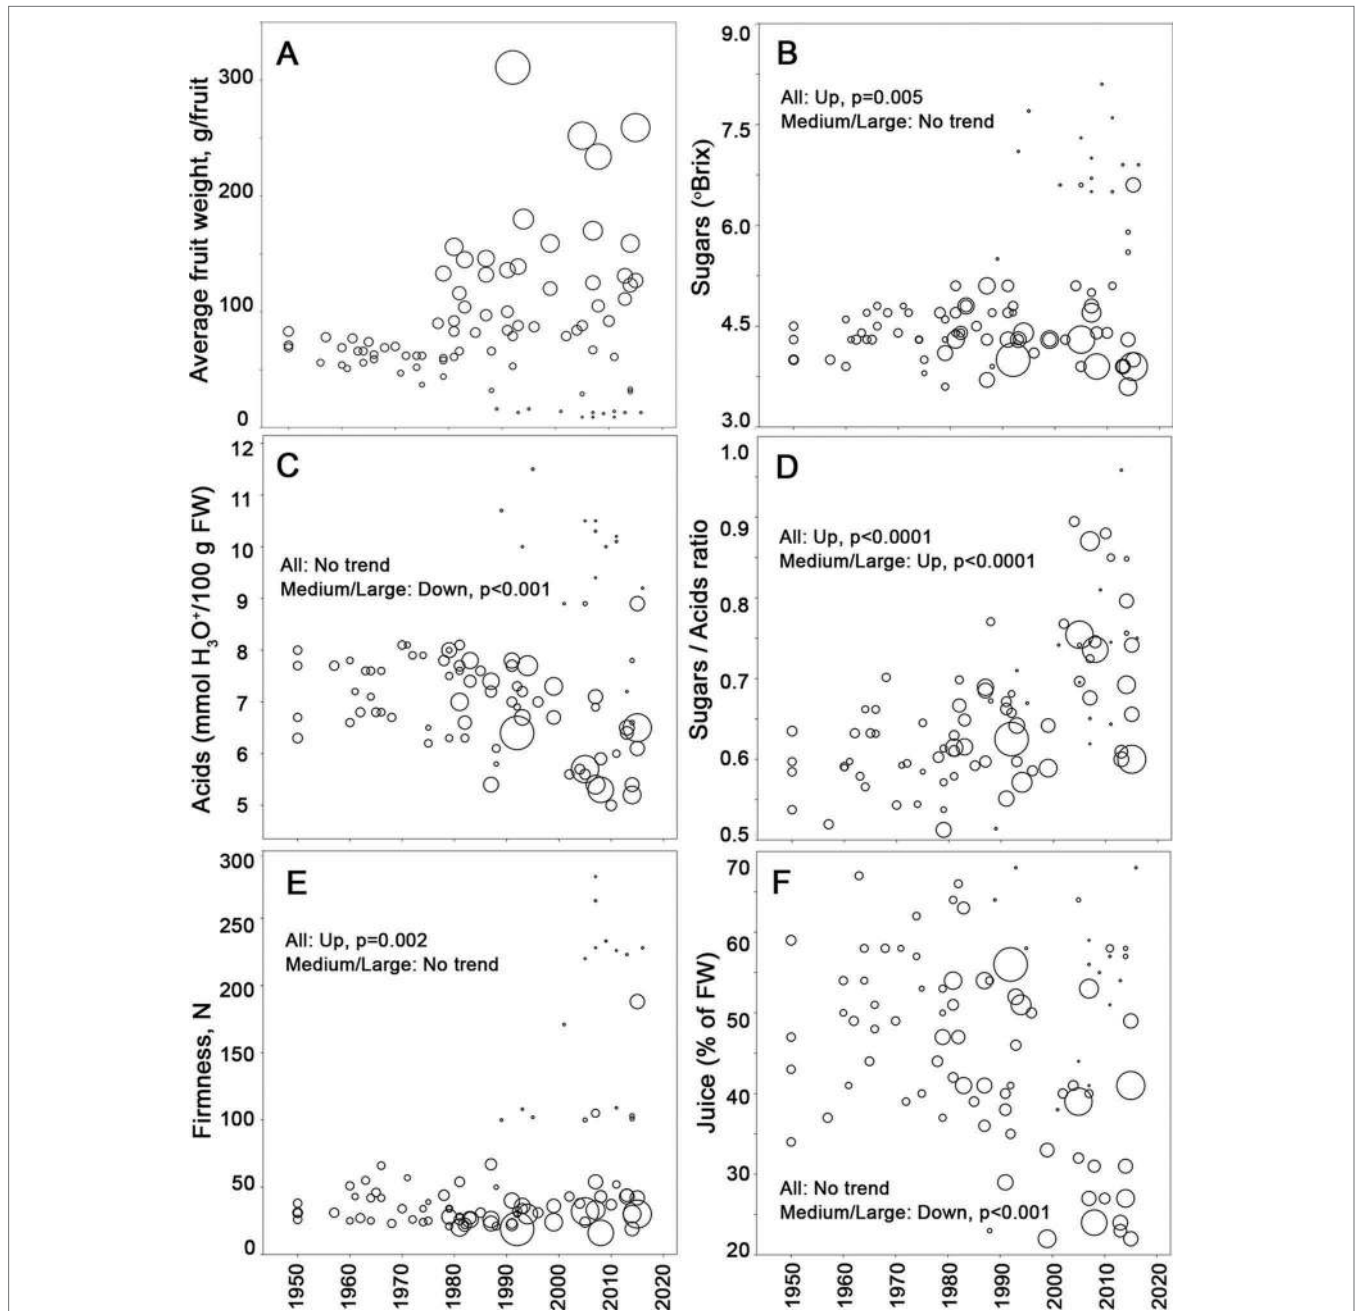 A
B
Average fruit weight, g/fruit
300
200
100
0
Sugars (°Brix)
9.0
7.5
6.0
4.5
3.0
All: Up, p=0.005
Medium/Large: No trend
C
D
Acids (mmol H₃O⁺/100 g FW)
12
11
10
9
8
7
6
5
All: No trend
Medium/Large: Down, p<0.001
Sugars / Acids ratio
1.0
0.9
0.8
0.7
0.6
0.5
All: Up, p<0.0001
Medium/Large: Up, p<0.0001
E
F
Firmness, N
300
250
200
150
100
50
0
All: Up, p=0.002
Medium/Large: No trend
Juice (% of FW)
70
60
50
40
30
20
All: No trend
Medium/Large: Down, p<0.001
1950
1960
1970
1980
1990
2000
2010
2020
1950
1960
1970
1980
1990
2000
2010
2020